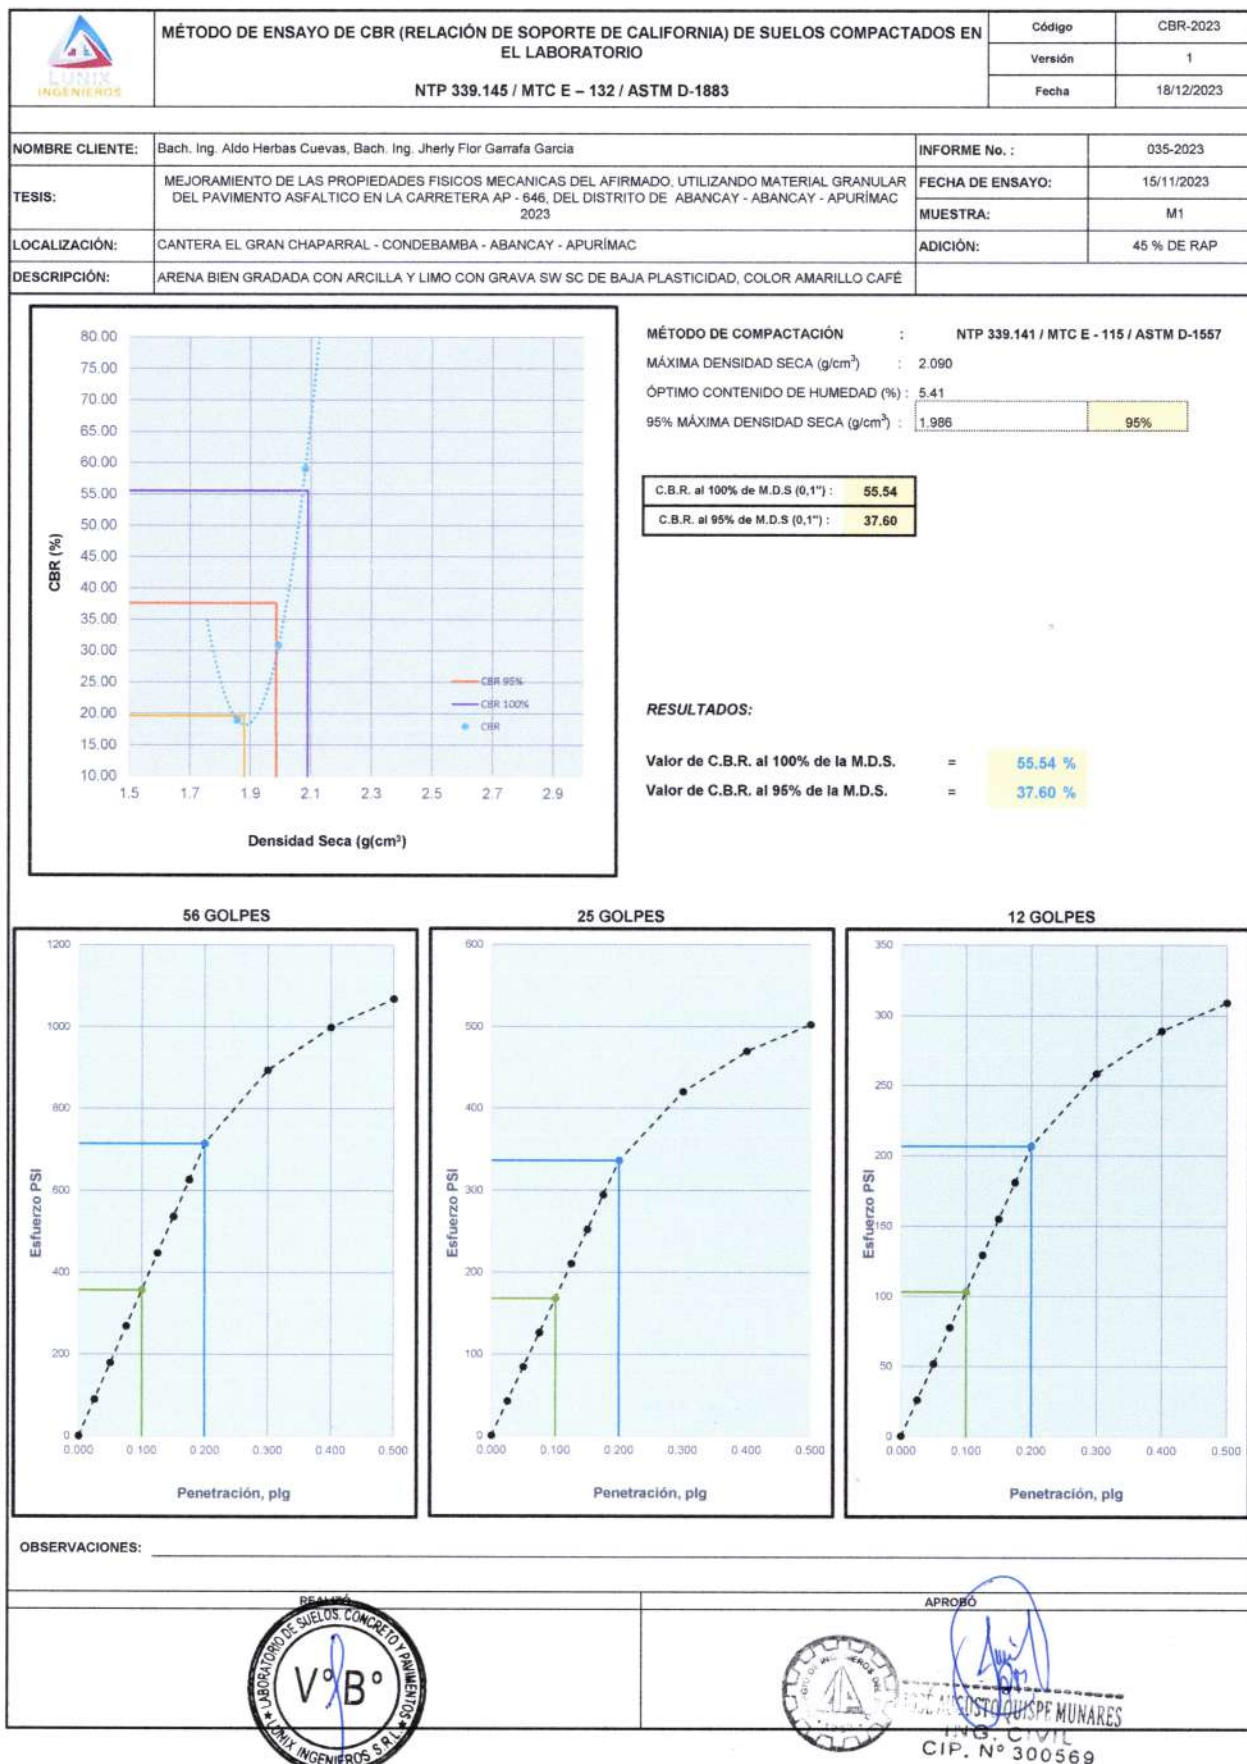 LUNIX
INGENIEROS
MÉTODO DE ENSAYO DE CBR (RELACIÓN DE SOPORTE DE CALIFORNIA) DE SUELOS COMPACTADOS EN
EL LABORATORIO
NTP 339.145 / MTC E – 132 / ASTM D-1883
Código CBR-2023
Versión 1
Fecha 18/12/2023
NOMBRE CLIENTE: Bach. Ing. Aldo Herbas Cuevas, Bach. Ing. Jherly Flor Garrafa Garcia
INFORME No. : 035-2023
TESIS: MEJORAMIENTO DE LAS PROPIEDADES FISICOS MECANICAS DEL AFIRMADO, UTILIZANDO MATERIAL GRANULAR
DEL PAVIMENTO ASFALTICO EN LA CARRETERA AP - 646, DEL DISTRITO DE ABANCAY - ABANCAY - APURÍMAC
2023
FECHA DE ENSAYO: 15/11/2023
MUESTRA: M1
LOCALIZACIÓN: CANTERA EL GRAN CHAPARRAL - CONDEBAMBA - ABANCAY - APURÍMAC
ADICIÓN: 45 % DE RAP
DESCRIPCIÓN: ARENA BIEN GRADADA CON ARCILLA Y LIMO CON GRAVA SW SC DE BAJA PLASTICIDAD, COLOR AMARILLO CAFÉ
80.00
75.00
70.00
65.00
60.00
55.00
50.00
45.00
40.00
35.00
30.00
25.00
20.00
15.00
10.00
CBR (%)
CBR 95%
CBR 100%
CBR
1.5 1.7 1.9 2.1 2.3 2.5 2.7 2.9
Densidad Seca (g(cm³)
MÉTODO DE COMPACTACIÓN : NTP 339.141 / MTC E - 115 / ASTM D-1557
MÁXIMA DENSIDAD SECA (g/cm³) : 2.090
ÓPTIMO CONTENIDO DE HUMEDAD (%) : 5.41
95% MÁXIMA DENSIDAD SECA (g/cm³) : 1.986 95%
C.B.R. al 100% de M.D.S (0,1") : 55.54
C.B.R. al 95% de M.D.S (0,1") : 37.60
RESULTADOS:
Valor de C.B.R. al 100% de la M.D.S. = 55.54 %
Valor de C.B.R. al 95% de la M.D.S. = 37.60 %
56 GOLPES
1200
1000
800
600
400
200
0
Esfuerzo PSI
0.000 0.100 0.200 0.300 0.400 0.500
Penetración, plg
25 GOLPES
600
500
400
300
200
100
0
Esfuerzo PSI
0.000 0.100 0.200 0.300 0.400 0.500
Penetración, plg
12 GOLPES
350
300
250
200
150
100
50
0
Esfuerzo PSI
0.000 0.100 0.200 0.300 0.400 0.500
Penetración, plg
OBSERVACIONES:
REALIZÓ
APROBÓ
LABORATORIO DE SUELOS, CONCRETO Y PAVIMENTOS
V°B°
LUNIX INGENIEROS S.R.L.
AUGUSTO QUISPE MUNARES
ING. CIVIL
CIP. N° 300569